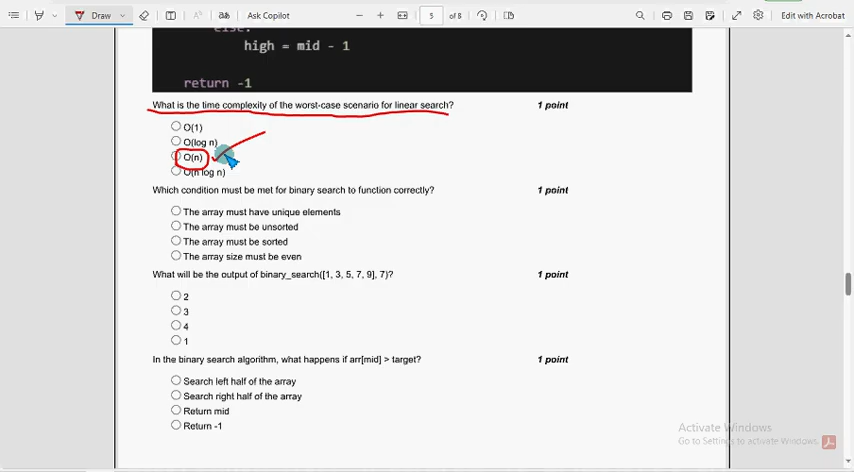 Draw
A
aあ
Ask Copilot
5
of 8
Edit with Acrobat
else:
high = mid - 1
return -1
What is the time complexity of the worst-case scenario for linear search?
1 point
O(1)
O(log n)
O(n)
O(n log n)
Which condition must be met for binary search to function correctly?
1 point
The array must have unique elements
The array must be unsorted
The array must be sorted
The array size must be even
What will be the output of binary_search([1, 3, 5, 7, 9], 7)?
1 point
2
3
4
1
In the binary search algorithm, what happens if arr[mid] > target?
1 point
Search left half of the array
Search right half of the array
Return mid
Return -1
Activate Windows
Go to Settings to activate Windows.